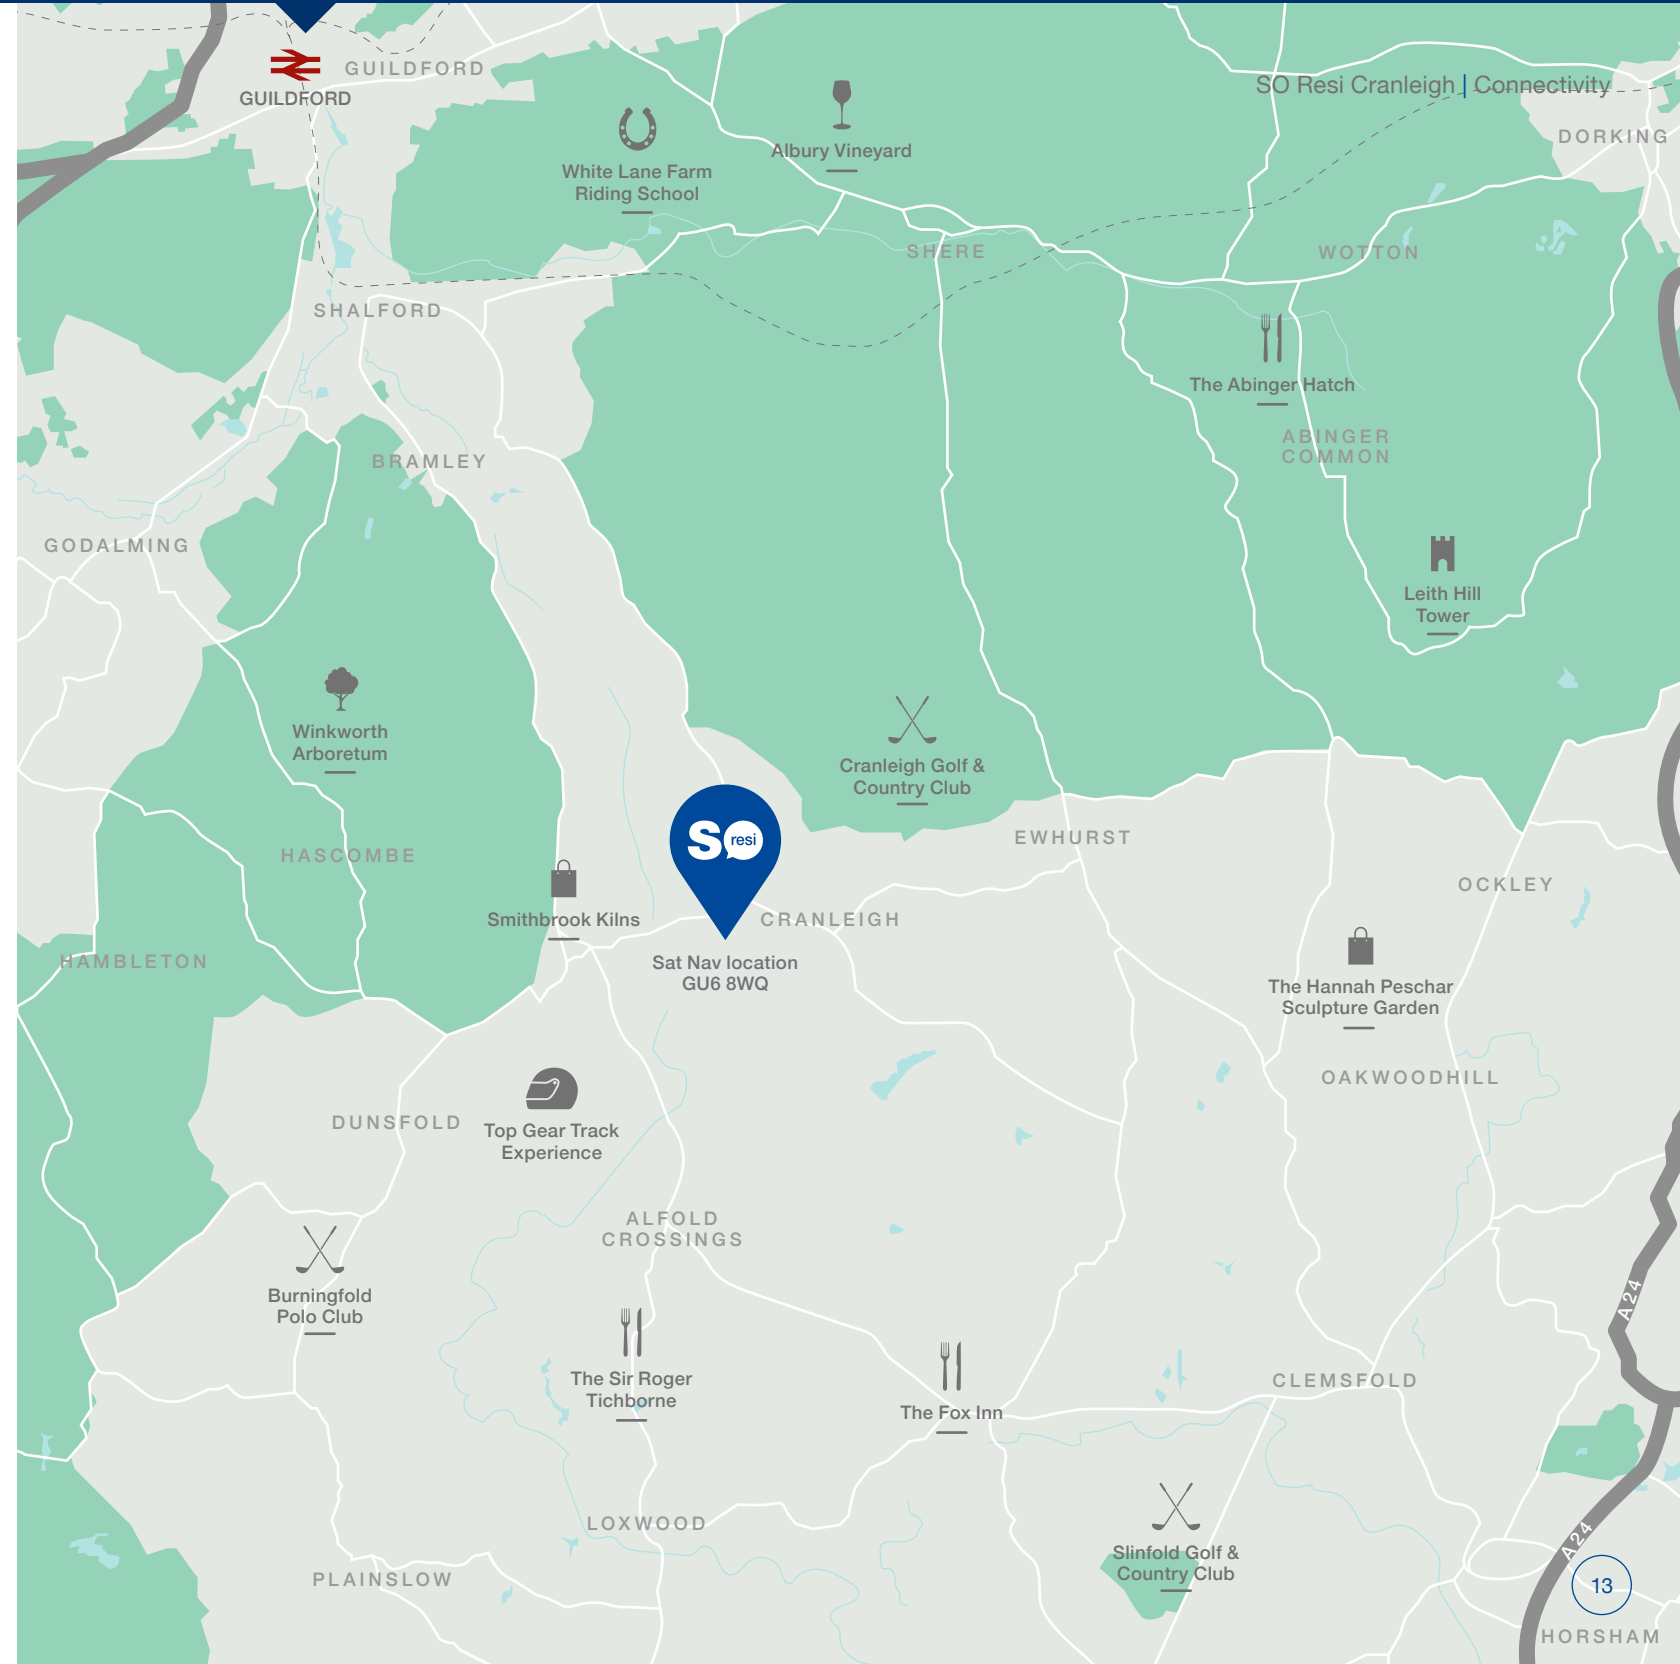 SO Resi Cranleigh | Connectivity
GUILDFORD
GUILDFORD
DORKING
Albury Vineyard
White Lane Farm
Riding School
SHERE
WOTTON
SHALFORD
The Abinger Hatch
ABINGER
COMMON
BRAMLEY
GODALMING
Leith Hill
Tower
Winkworth
Arboretum
Cranleigh Golf &
Country Club
SO resi
EWHURST
HASCOMBE
OCKLEY
Smithbrook Kilns
CRANLEIGH
HAMBLETON
Sat Nav location
GU6 8WQ
The Hannah Peschar
Sculpture Garden
OAKWOODHILL
DUNSFOLD
Top Gear Track
Experience
ALFOLD
CROSSINGS
Burningfold
Polo Club
A24
The Sir Roger
Tichborne
CLEMSFOLD
The Fox Inn
LOXWOOD
A24
Slinfold Golf &
Country Club
PLAINSLOW
13
HORSHAM